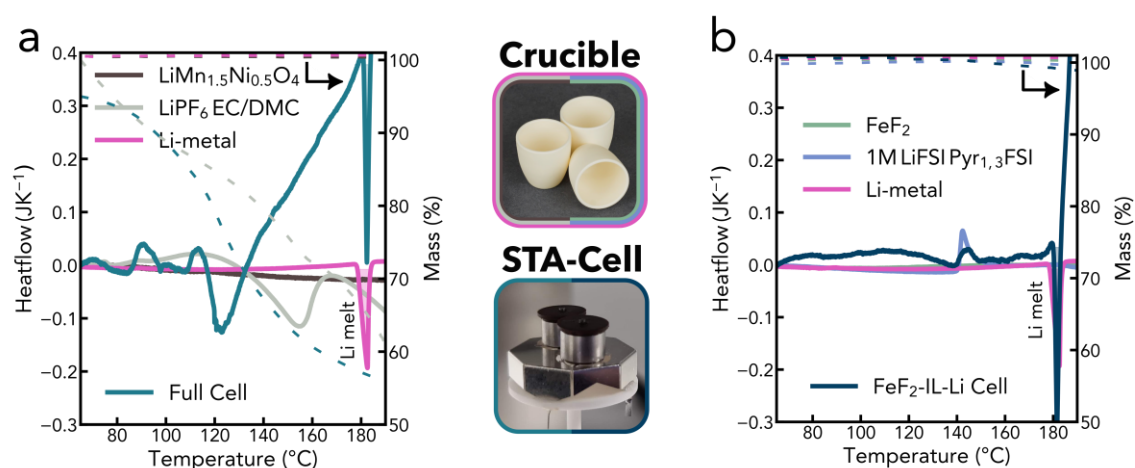 a
0.4
0.3
0.2
0.1
0.0
−0.1
−0.2
−0.3
Heatflow (JK⁻¹)
80 100 120 140 160 180
Temperature (°C)
100
90
80
70
60
50
Mass (%)
LiMn₁.₅Ni₀.₅O₄
LiPF₆ EC/DMC
Li-metal
Li melt
Full Cell
Crucible
STA-Cell
b
0.4
0.3
0.2
0.1
0.0
−0.1
−0.2
−0.3
Heatflow (JK⁻¹)
80 100 120 140 160 180
Temperature (°C)
100
90
80
70
60
50
Mass (%)
FeF₂
1M LiFSI Pyr₁,₃FSI
Li-metal
Li melt
FeF₂-IL-Li Cell